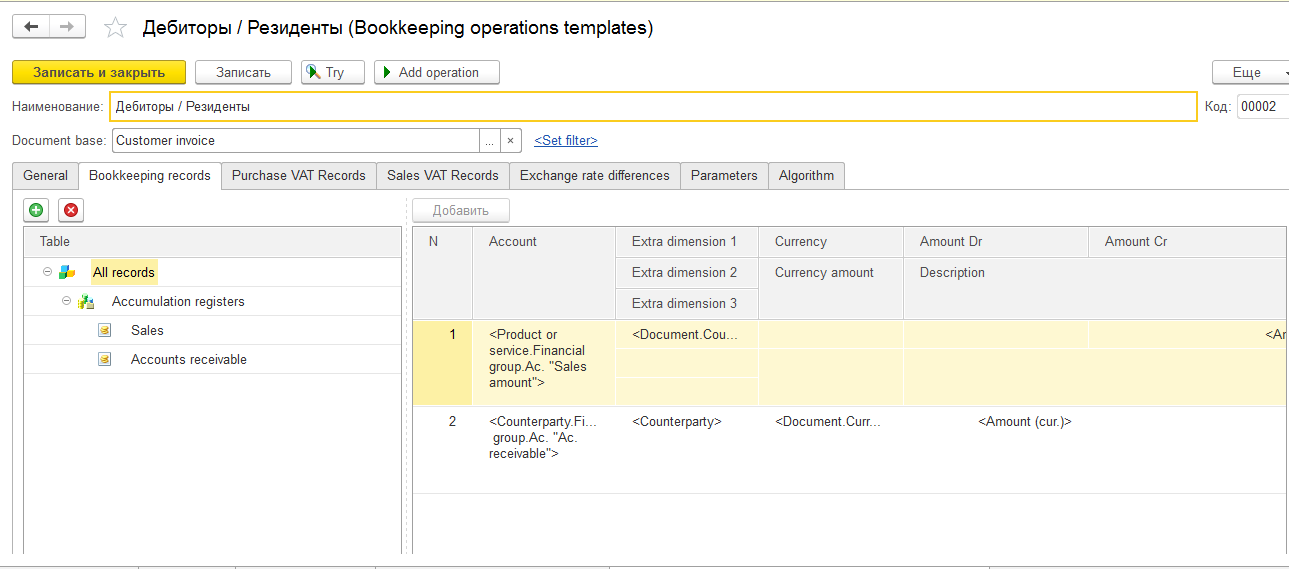 Дебиторы / Резиденты (Bookkeeping operations templates)
Записать и закрыть Записать Try Add operation Еще
Наименование: Дебиторы / Резиденты Код: 00002
Document base: Customer invoice ... × <Set filter>
General Bookkeeping records Purchase VAT Records Sales VAT Records Exchange rate differences Parameters Algorithm
Добавить
Table
All records
Accumulation registers
Sales
Accounts receivable
N Account Extra dimension 1 Currency Amount Dr Amount Cr
Extra dimension 2 Currency amount Description
Extra dimension 3
1 <Product or <Document.Cou... <Ar
service.Financial
group.Ac. "Sales
amount">
2 <Counterparty.Fi... <Counterparty> <Document.Curr... <Amount (cur.)>
group.Ac. "Ac.
receivable">